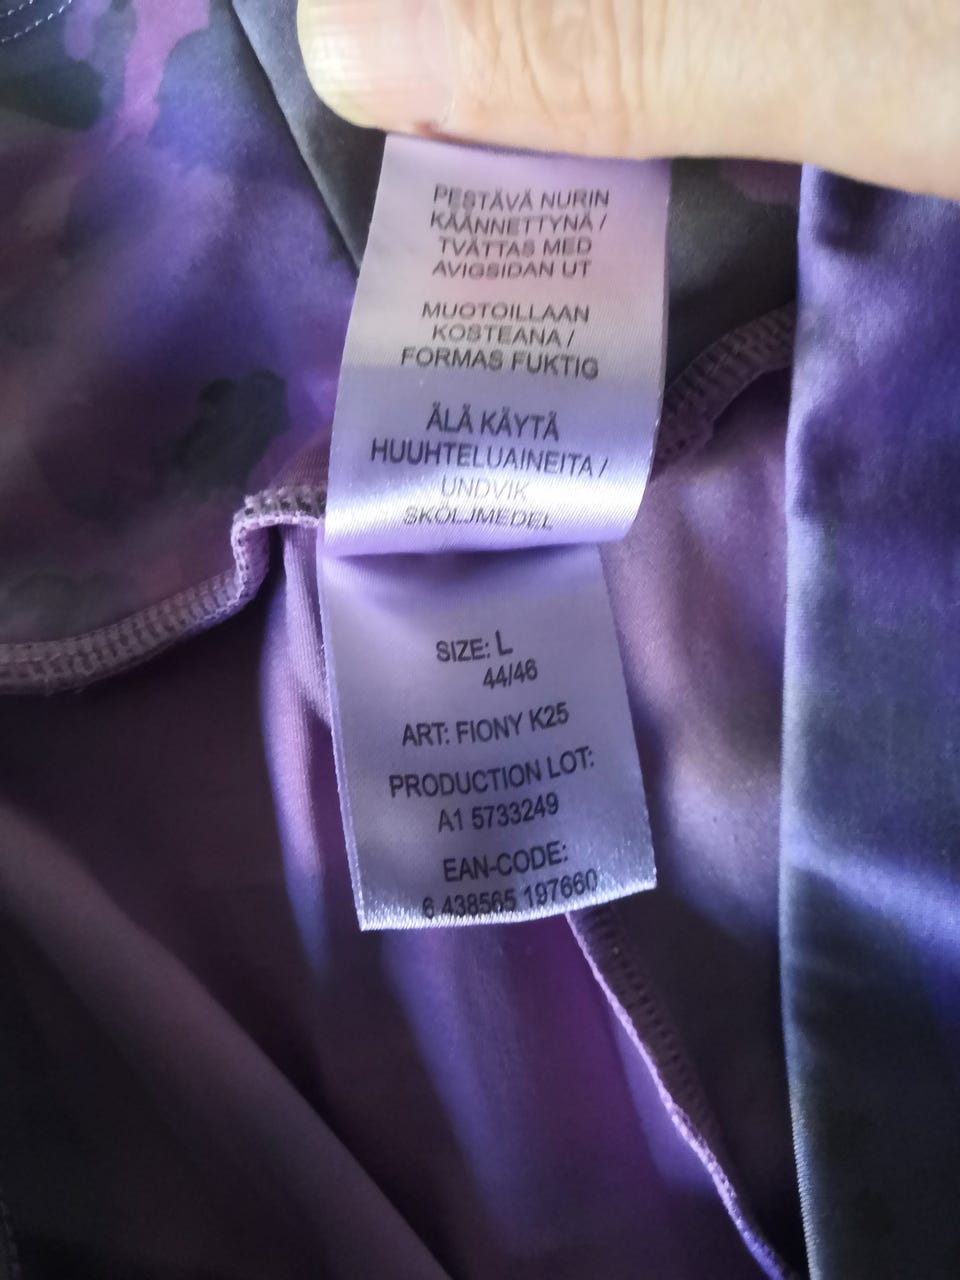 PESTÄVÄ NURIN
KÄÄNNETTYNÄ /
TVÄTTAS MED
AVIGSIDAN UT
MUOTOILLAAN
KOSTEANA /
FORMAS FUKTIG
ÄLÄ KÄYTÄ
HUUHTELUAINEITA /
UNDVIK
SKÖLJMEDEL
SIZE: L
44/46
ART: FIONY K25
PRODUCTION LOT:
A1 5733249
EAN-CODE:
6 438565 197660